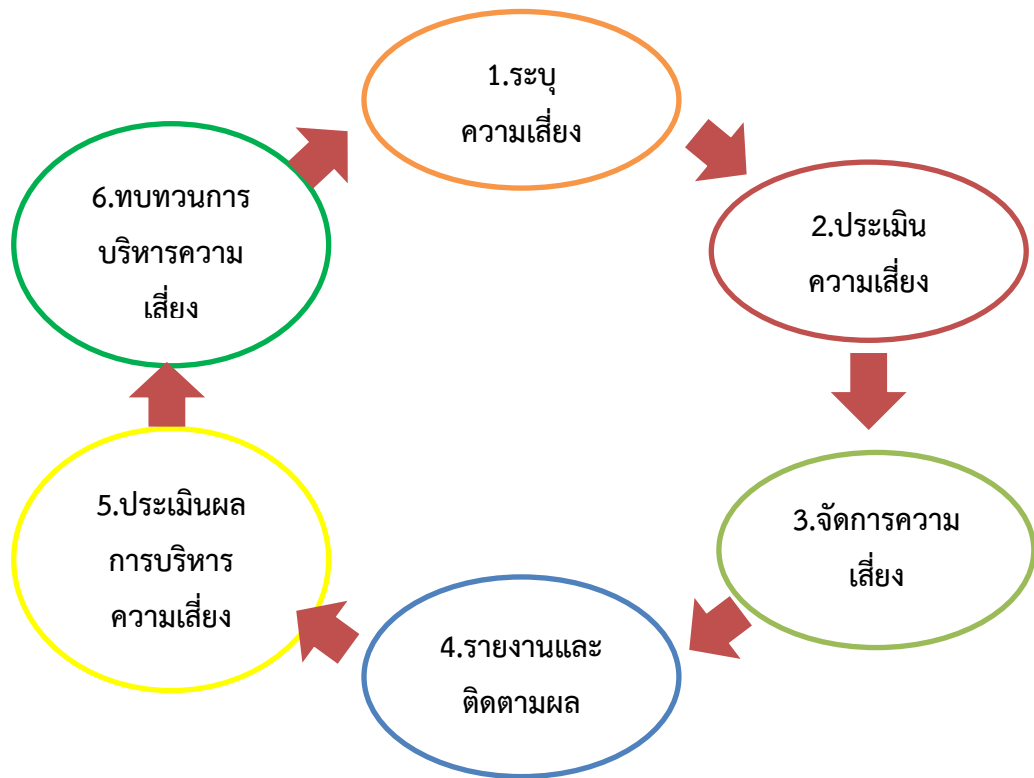 1.ระบุ
ความเสี่ยง
2.ประเมิน
ความเสี่ยง
3.จัดการความ
เสี่ยง
4.รายงานและ
ติดตามผล
5.ประเมินผล
การบริหาร
ความเสี่ยง
6.ทบทวนการ
บริหารความ
เสี่ยง